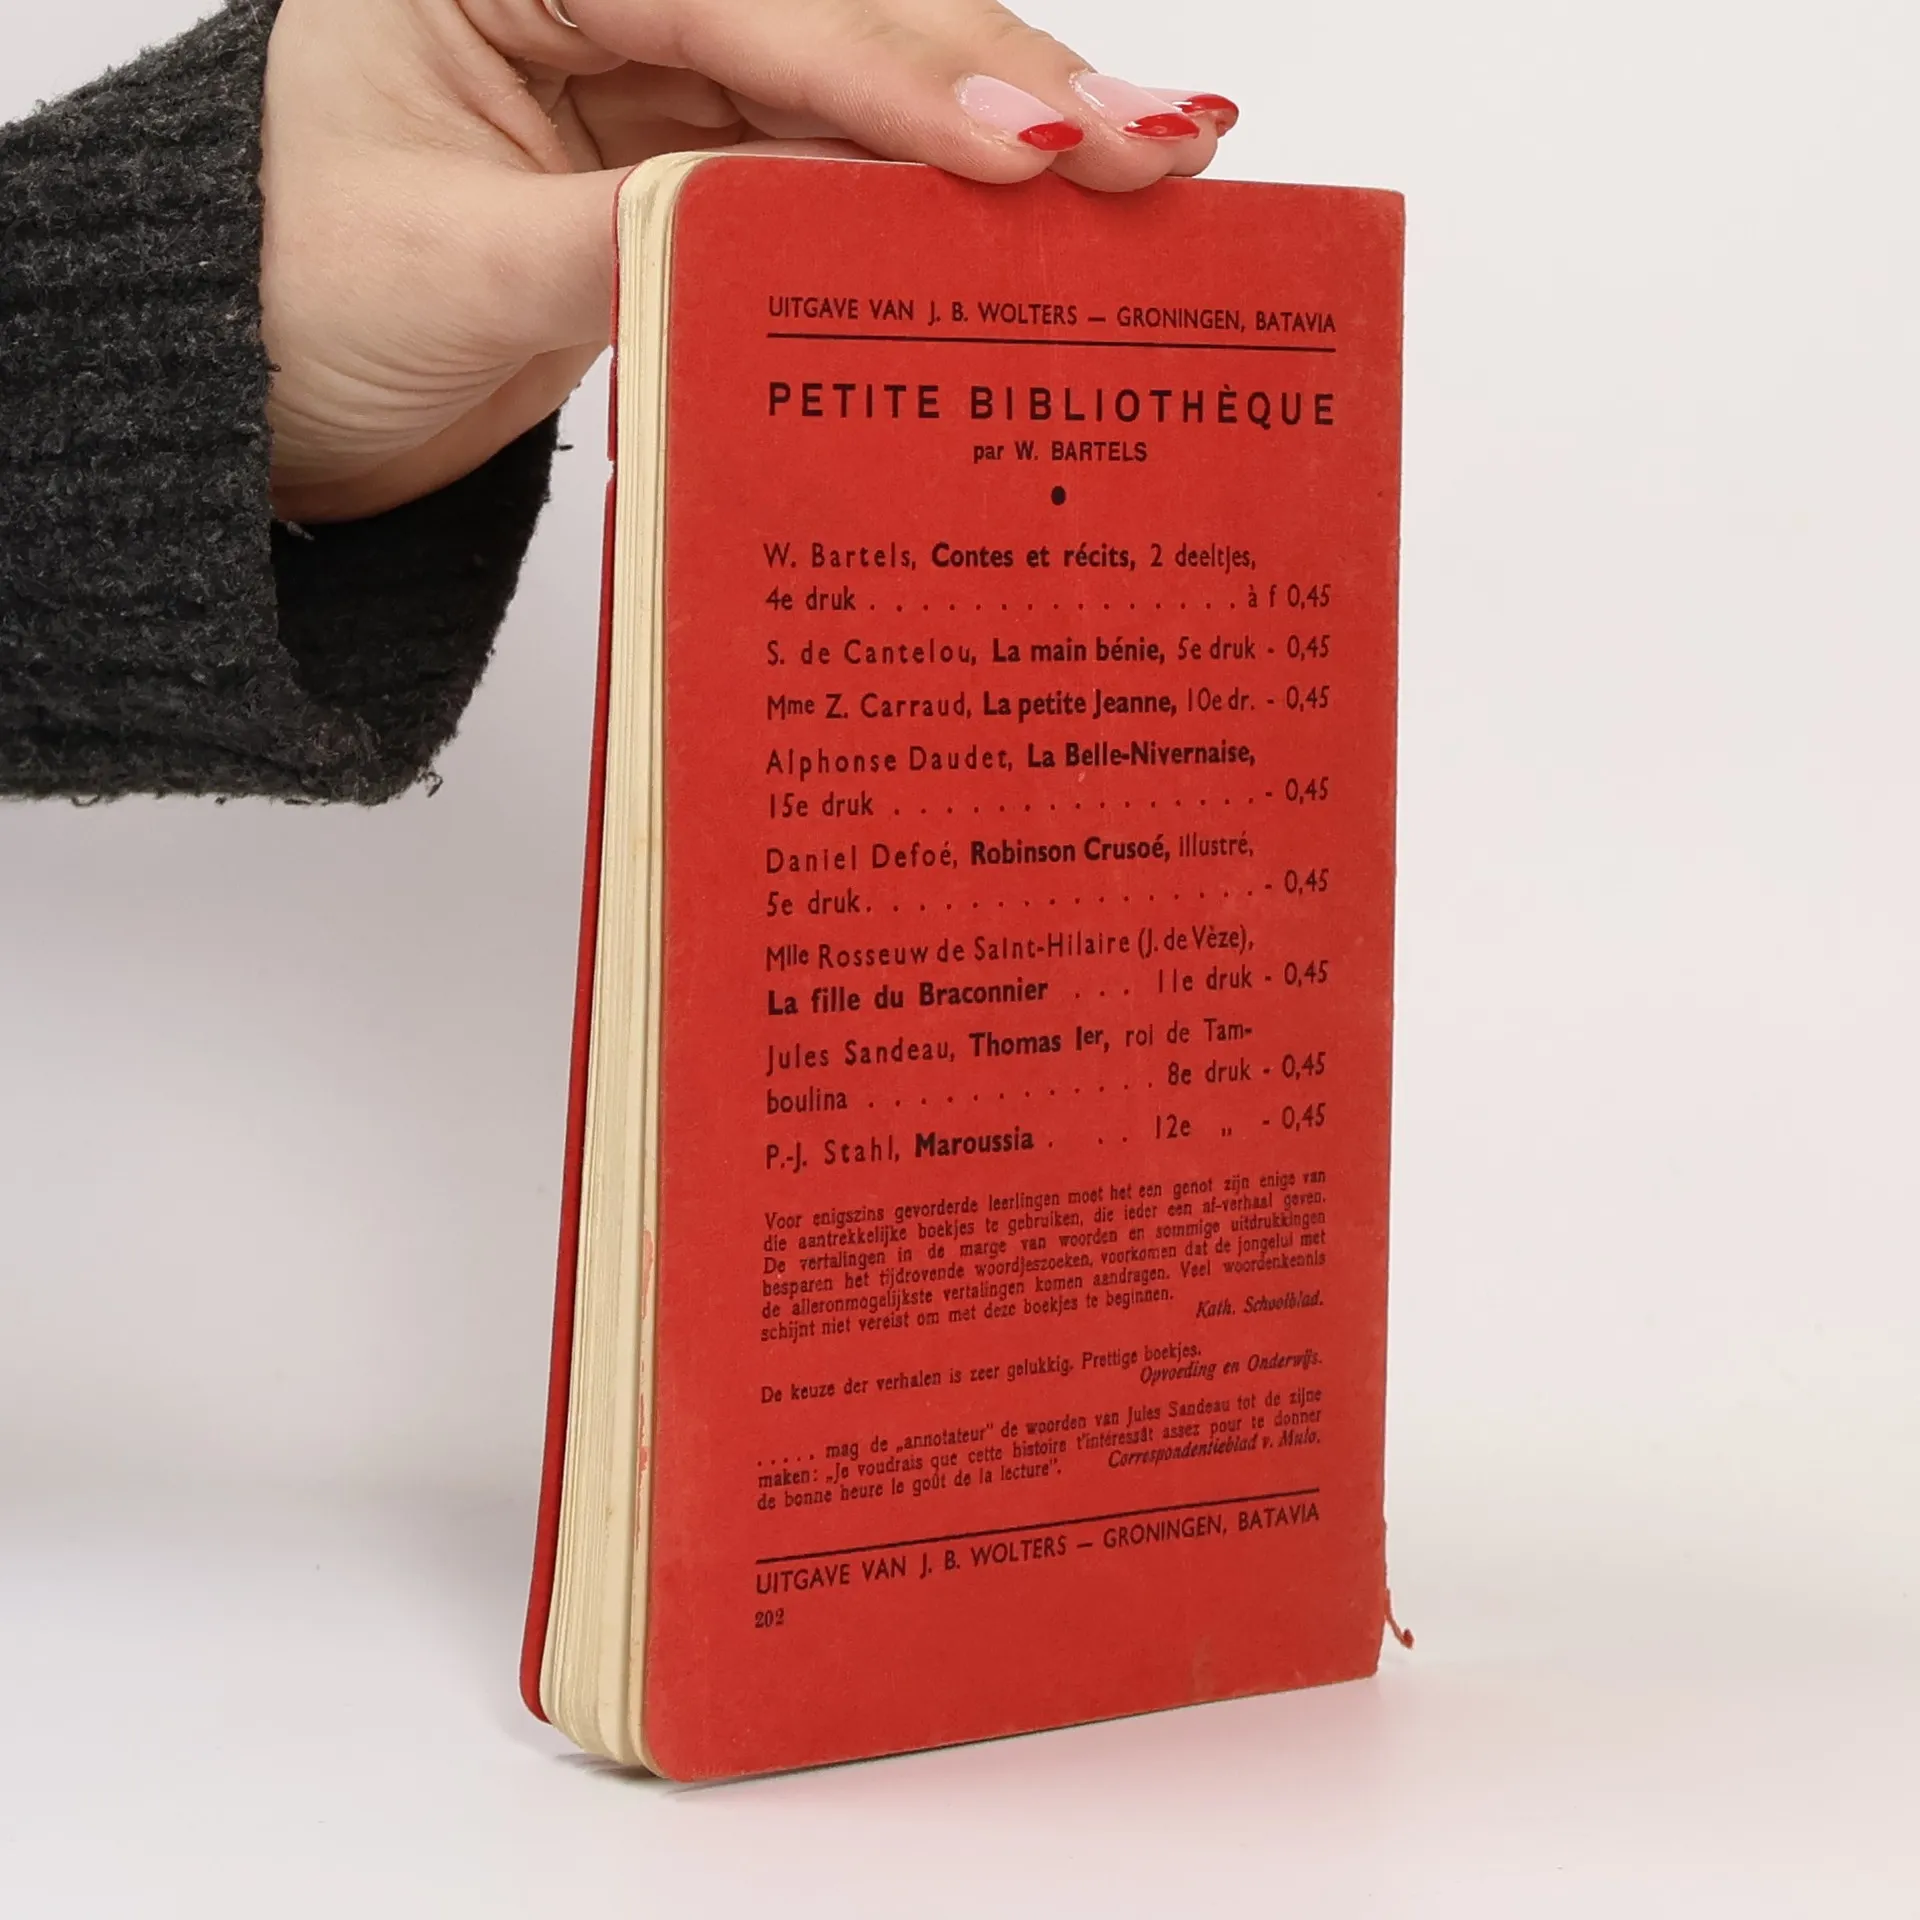 UITGAVE VAN J. B. WOLTERS — GRONINGEN, BATAVIA
PETITE BIBLIOTHÈQUE
par W. BARTELS
W. Bartels, Contes et récits, 2 deeltjes,
4e druk . . . . . . . . . . . . . . . à f 0,45
S. de Cantelou, La main bénie, 5e druk - 0,45
Mme Z. Carraud, La petite Jeanne, 10e dr. - 0,45
Alphonse Daudet, La Belle-Nivernaise,
15e druk . . . . . . . . . . . . . . - 0,45
Daniel Defoé, Robinson Crusoé, illustré,
5e druk. . . . . . . . . . . . . . . - 0,45
Mlle Rosseuw de Saint-Hilaire (J. de Vèze),
La fille du Braconnier . . . 11e druk - 0,45
Jules Sandeau, Thomas Ier, roi de Tam-
boulina . . . . . . . . . . . 8e druk - 0,45
P.-J. Stahl, Maroussia . . . 12e „ - 0,45
Voor enigszins gevorderde leerlingen moet het een genot zijn enige van
die aantrekkelijke boekjes te gebruiken, die ieder een af-verhaal geven.
De vertalingen in de marge van woorden en sommige uitdrukkingen
besparen het tijdrovende woordjeszoeken, voorkomen dat de jongelui met
de alleronmogelijkste vertalingen komen aandragen. Veel woordenkennis
schijnt niet vereist om met deze boekjes te beginnen.
Kath. Schoolblad.
De keuze der verhalen is zeer gelukkig. Prettige boekjes.
Opvoeding en Onderwijs.
. . . . . mag de „annotateur" de woorden van Jules Sandeau tot de zijne
maken: „Je voudrais que cette histoire t'intéressât assez pour te donner
de bonne heure le goût de la lecture".
Correspondentieblad v. Mulo.
UITGAVE VAN J. B. WOLTERS — GRONINGEN, BATAVIA
202